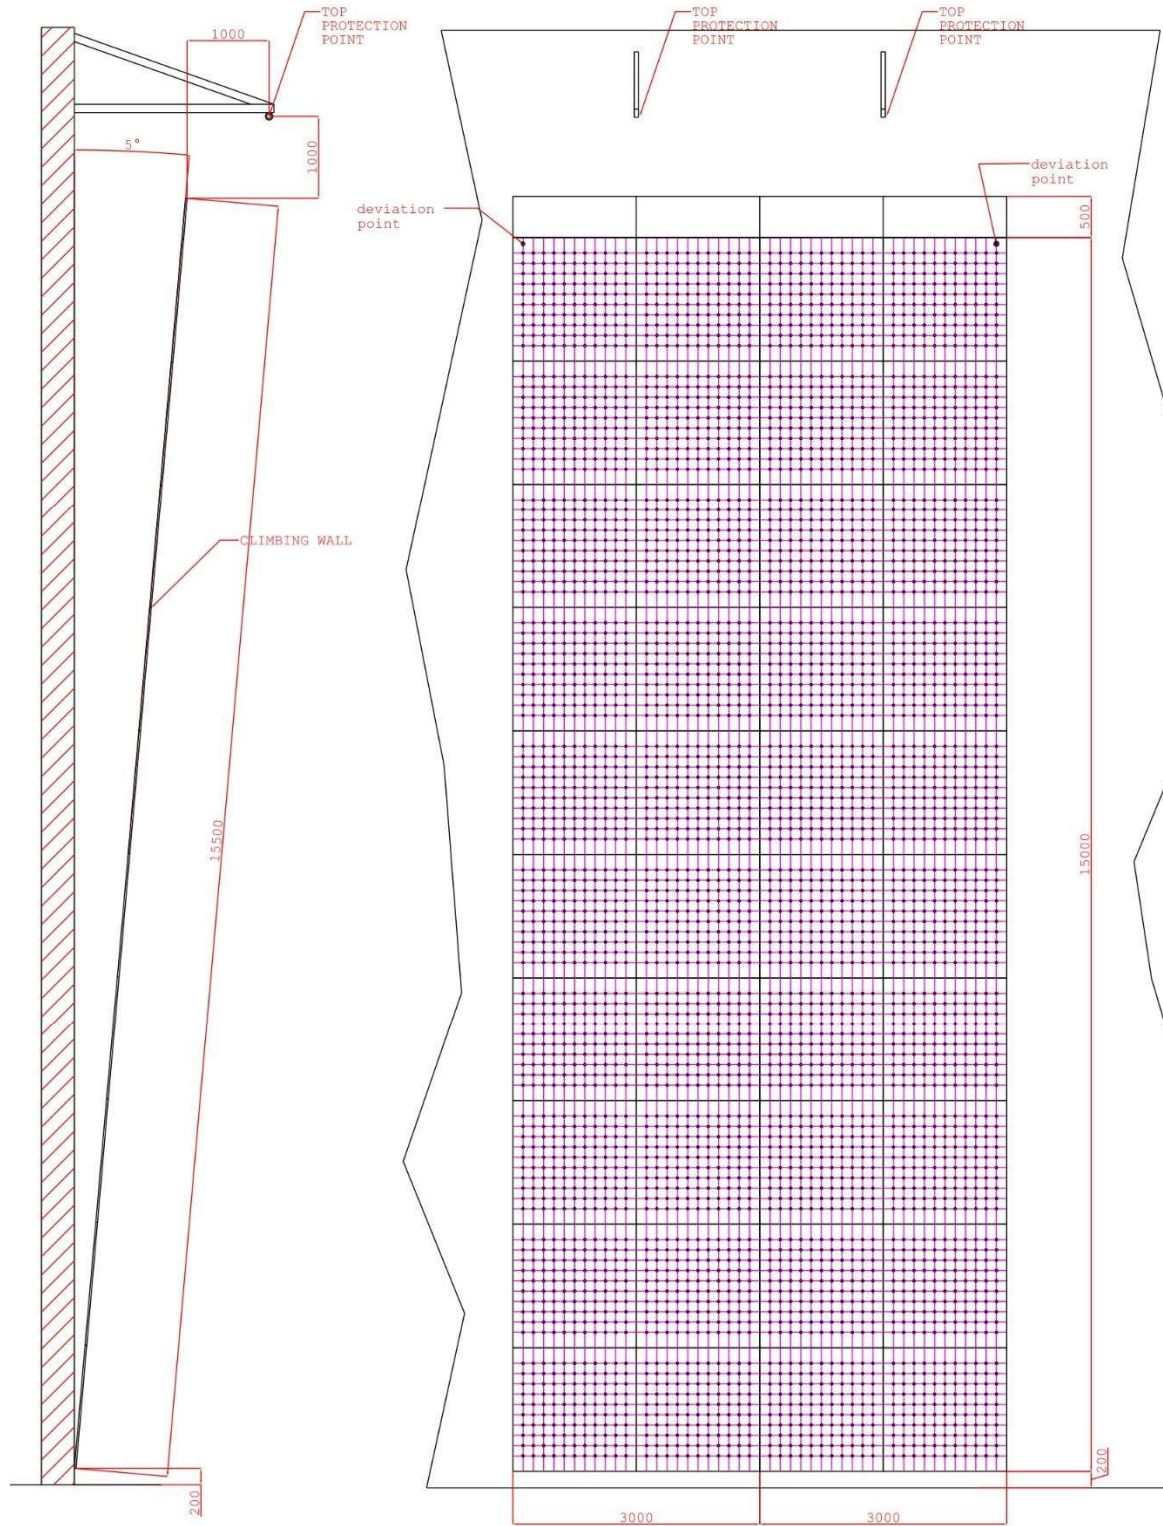 TOP
PROTECTION
POINT
TOP
PROTECTION
POINT
TOP
PROTECTION
POINT
1000
1000
5°
deviation
point
deviation
point
500
CLIMBING WALL
15500
15000
200
200
3000
3000